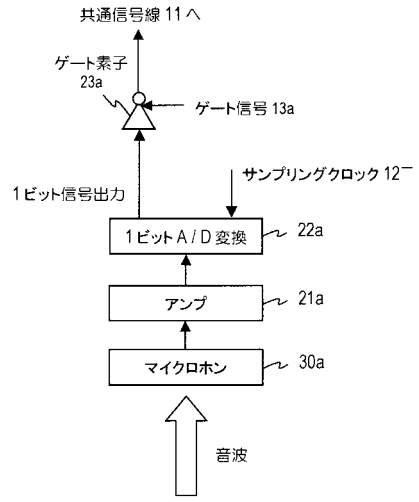 共通信号線 11 へ
ゲート素子
23a
ゲート信号 13a
サンプリングクロック 12
1 ビット信号出力
1 ビット A / D 変換
22a
アンプ
21a
マイクロホン
30a
音波